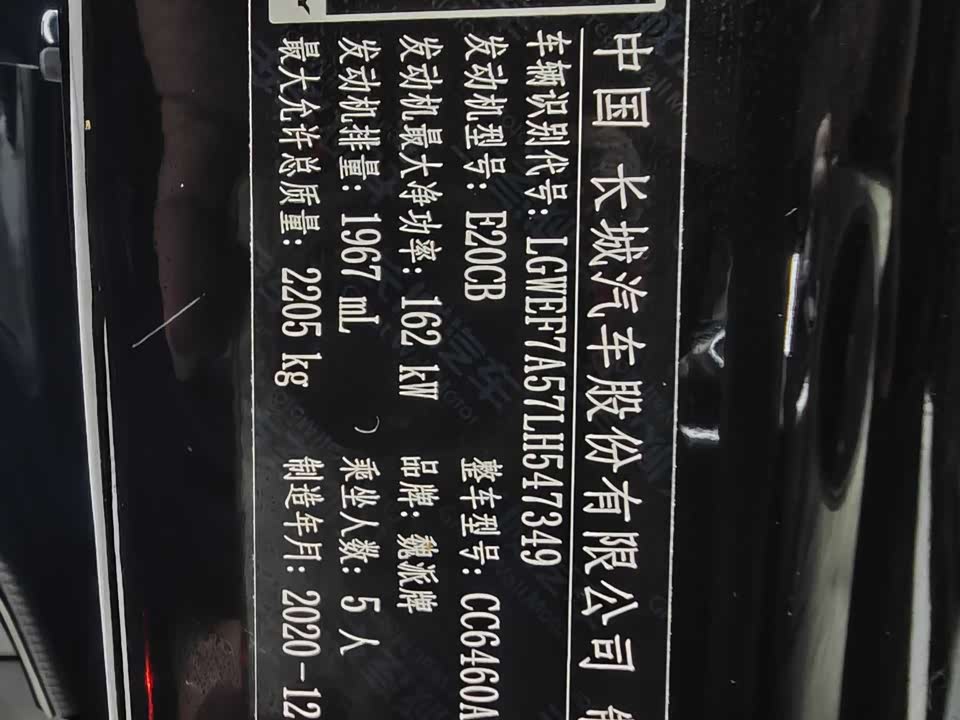 中国 长城汽车股份有限公司
车辆识别代号: LGWEF7A57LH547349
发动机型号: E20CB 整车型号: CC6460A
发动机最大净功率: 162 kW 品牌: 魏派牌
发动机排量: 1967 mL 乘坐人数: 5 人
最大允许总质量: 2205 kg 制造年月: 2020-12